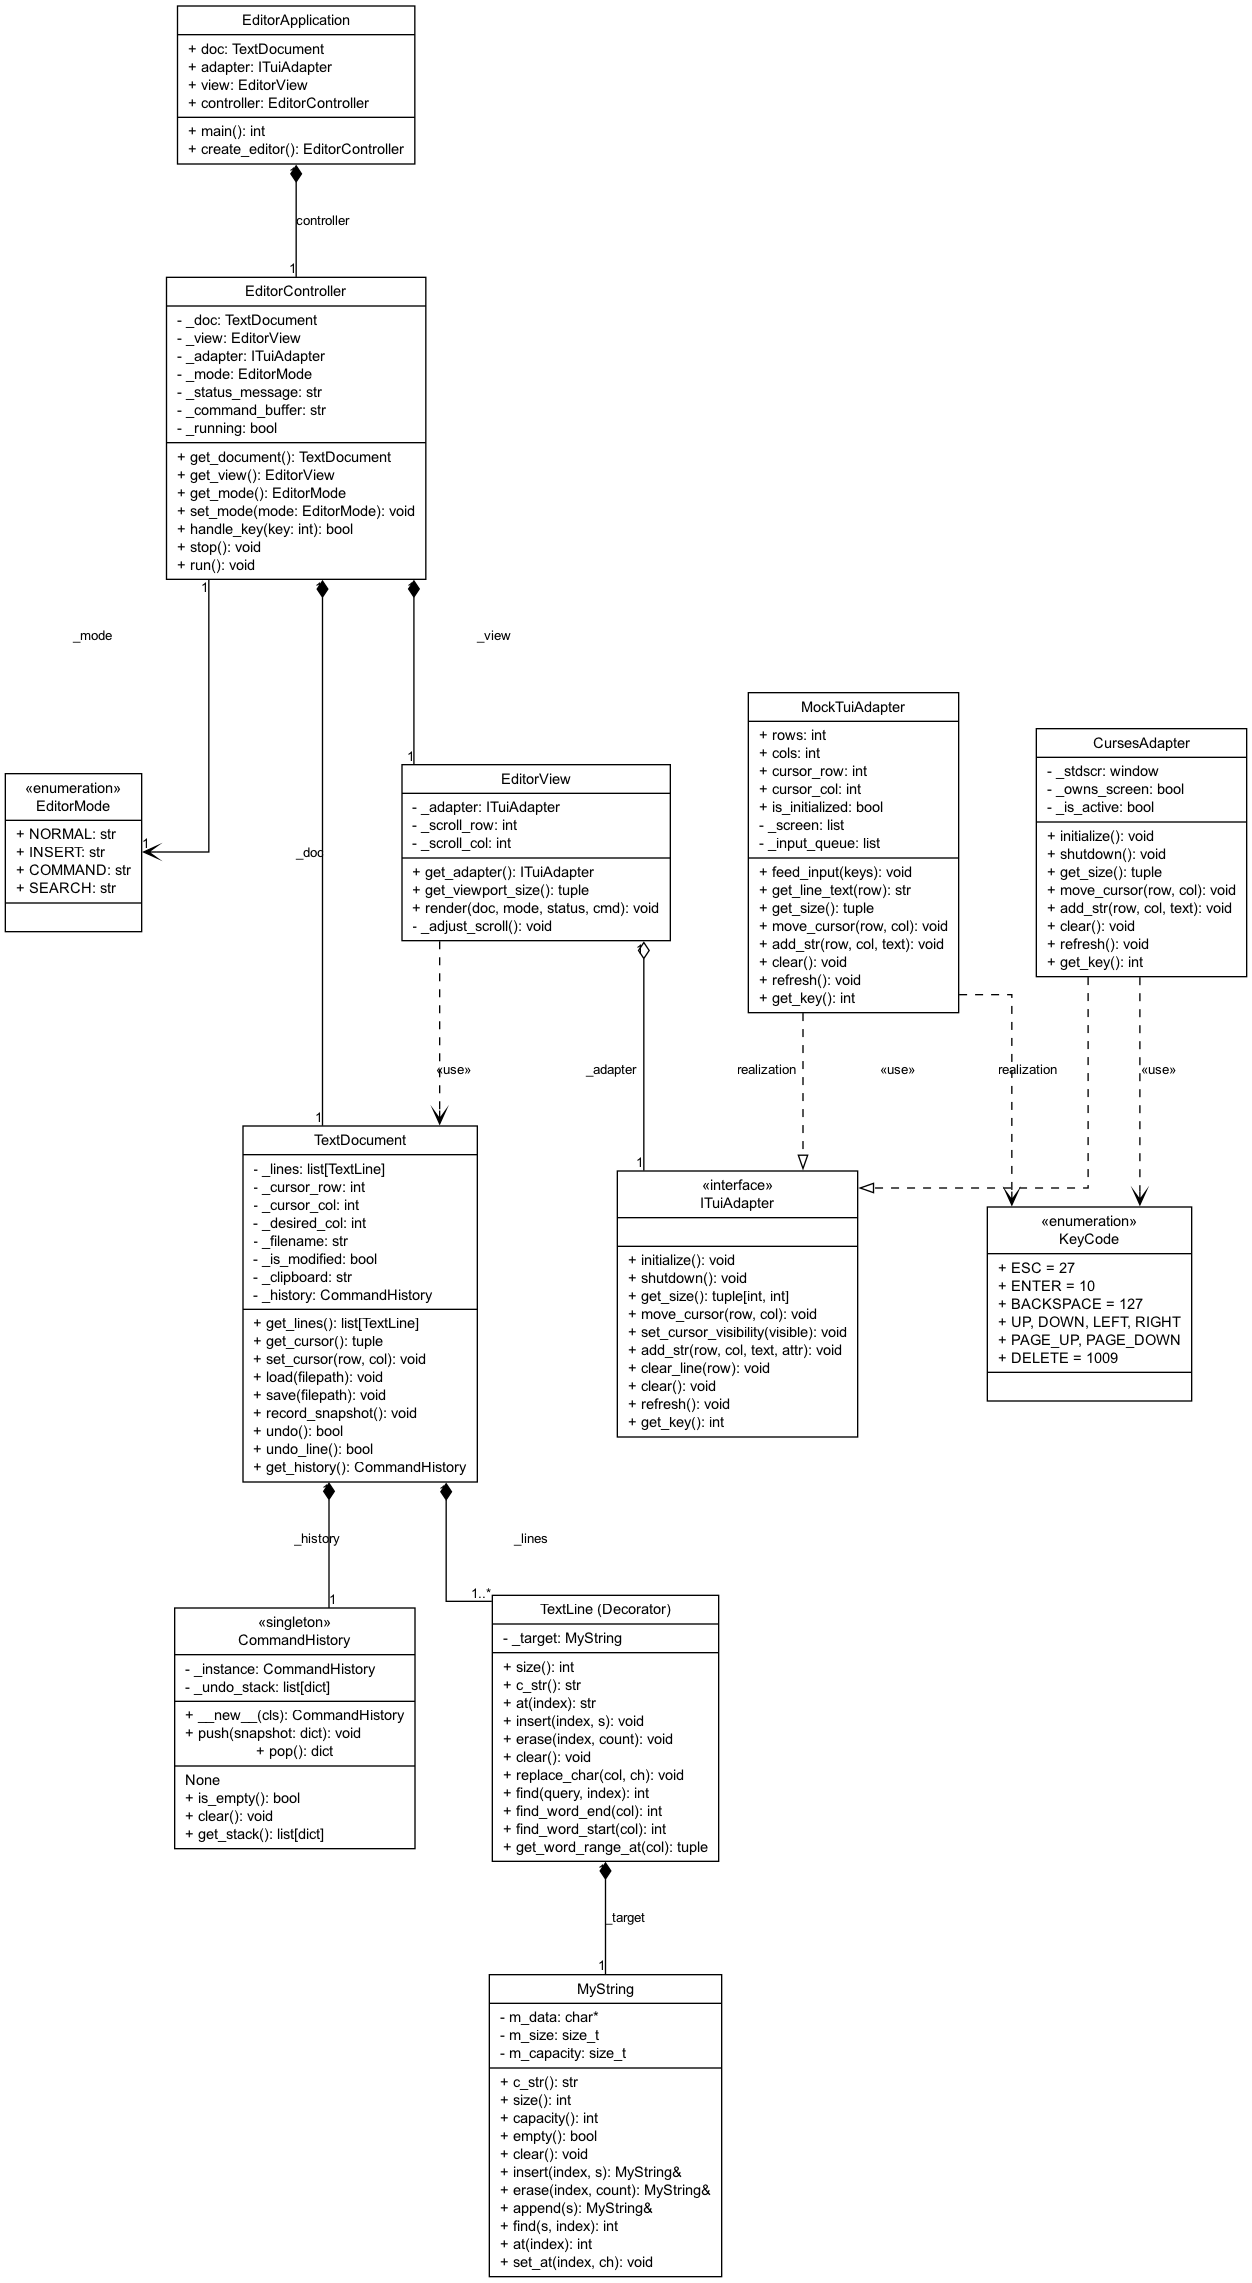 EditorApplication
+ doc: TextDocument
+ adapter: ITuiAdapter
+ view: EditorView
+ controller: EditorController
+ main(): int
+ create_editor(): EditorController
controller
1
EditorController
- _doc: TextDocument
- _view: EditorView
- _adapter: ITuiAdapter
- _mode: EditorMode
- _status_message: str
- _command_buffer: str
- _running: bool
+ get_document(): TextDocument
+ get_view(): EditorView
+ get_mode(): EditorMode
+ set_mode(mode: EditorMode): void
+ handle_key(key: int): bool
+ stop(): void
+ run(): void
1
_mode
_view
1
«enumeration»
EditorMode
+ NORMAL: str
+ INSERT: str
+ COMMAND: str
+ SEARCH: str
1
_doc
EditorView
- _adapter: ITuiAdapter
- _scroll_row: int
- _scroll_col: int
+ get_adapter(): ITuiAdapter
+ get_viewport_size(): tuple
+ render(doc, mode, status, cmd): void
- _adjust_scroll(): void
MockTuiAdapter
+ rows: int
+ cols: int
+ cursor_row: int
+ cursor_col: int
+ is_initialized: bool
- _screen: list
- _input_queue: list
+ feed_input(keys): void
+ get_line_text(row): str
+ get_size(): tuple
+ move_cursor(row, col): void
+ add_str(row, col, text): void
+ clear(): void
+ refresh(): void
+ get_key(): int
CursesAdapter
- _stdscr: window
- _owns_screen: bool
- _is_active: bool
+ initialize(): void
+ shutdown(): void
+ get_size(): tuple
+ move_cursor(row, col): void
+ add_str(row, col, text): void
+ clear(): void
+ refresh(): void
+ get_key(): int
«use»
_adapter
realization
«use»
realization
«use»
1
1
TextDocument
- _lines: list[TextLine]
- _cursor_row: int
- _cursor_col: int
- _desired_col: int
- _filename: str
- _is_modified: bool
- _clipboard: str
- _history: CommandHistory
+ get_lines(): list[TextLine]
+ get_cursor(): tuple
+ set_cursor(row, col): void
+ load(filepath): void
+ save(filepath): void
+ record_snapshot(): void
+ undo(): bool
+ undo_line(): bool
+ get_history(): CommandHistory
«interface»
ITuiAdapter
+ initialize(): void
+ shutdown(): void
+ get_size(): tuple[int, int]
+ move_cursor(row, col): void
+ set_cursor_visibility(visible): void
+ add_str(row, col, text, attr): void
+ clear_line(row): void
+ clear(): void
+ refresh(): void
+ get_key(): int
«enumeration»
KeyCode
+ ESC = 27
+ ENTER = 10
+ BACKSPACE = 127
+ UP, DOWN, LEFT, RIGHT
+ PAGE_UP, PAGE_DOWN
+ DELETE = 1009
_history
_lines
1
1..*
«singleton»
CommandHistory
- _instance: CommandHistory
- _undo_stack: list[dict]
+ __new__(cls): CommandHistory
+ push(snapshot: dict): void
+ pop(): dict
None
+ is_empty(): bool
+ clear(): void
+ get_stack(): list[dict]
TextLine (Decorator)
- _target: MyString
+ size(): int
+ c_str(): str
+ at(index): str
+ insert(index, s): void
+ erase(index, count): void
+ clear(): void
+ replace_char(col, ch): void
+ find(query, index): int
+ find_word_end(col): int
+ find_word_start(col): int
+ get_word_range_at(col): tuple
_target
1
MyString
- m_data: char*
- m_size: size_t
- m_capacity: size_t
+ c_str(): str
+ size(): int
+ capacity(): int
+ empty(): bool
+ clear(): void
+ insert(index, s): MyString&
+ erase(index, count): MyString&
+ append(s): MyString&
+ find(s, index): int
+ at(index): int
+ set_at(index, ch): void